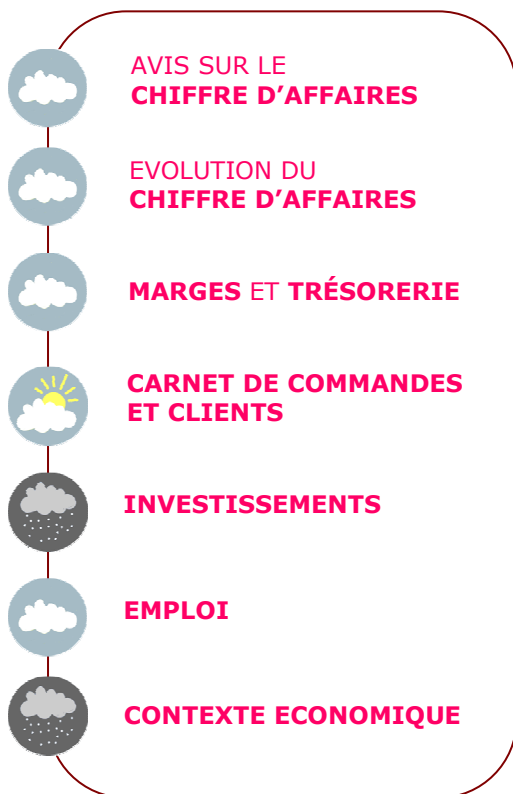 AVIS SUR LE
CHIFFRE D’AFFAIRES
EVOLUTION DU
CHIFFRE D’AFFAIRES
MARGES ET TRÉSORERIE
CARNET DE COMMANDES
ET CLIENTS
INVESTISSEMENTS
EMPLOI
CONTEXTE ECONOMIQUE